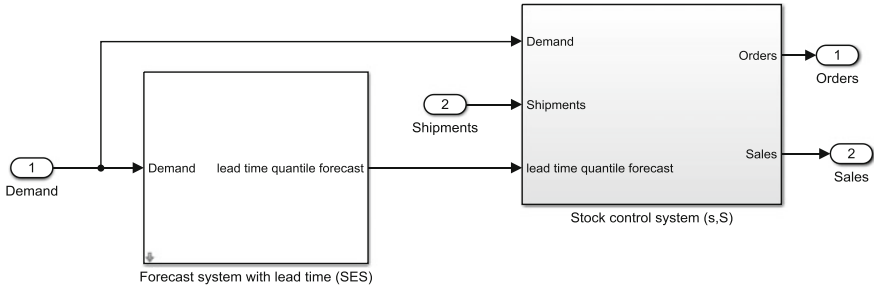 Demand
Orders
1
Orders
2
Shipments
Shipments
1
Demand
Demand
lead time quantile forecast
lead time quantile forecast
Sales
2
Sales
Stock control system (s,S)
Forecast system with lead time (SES)